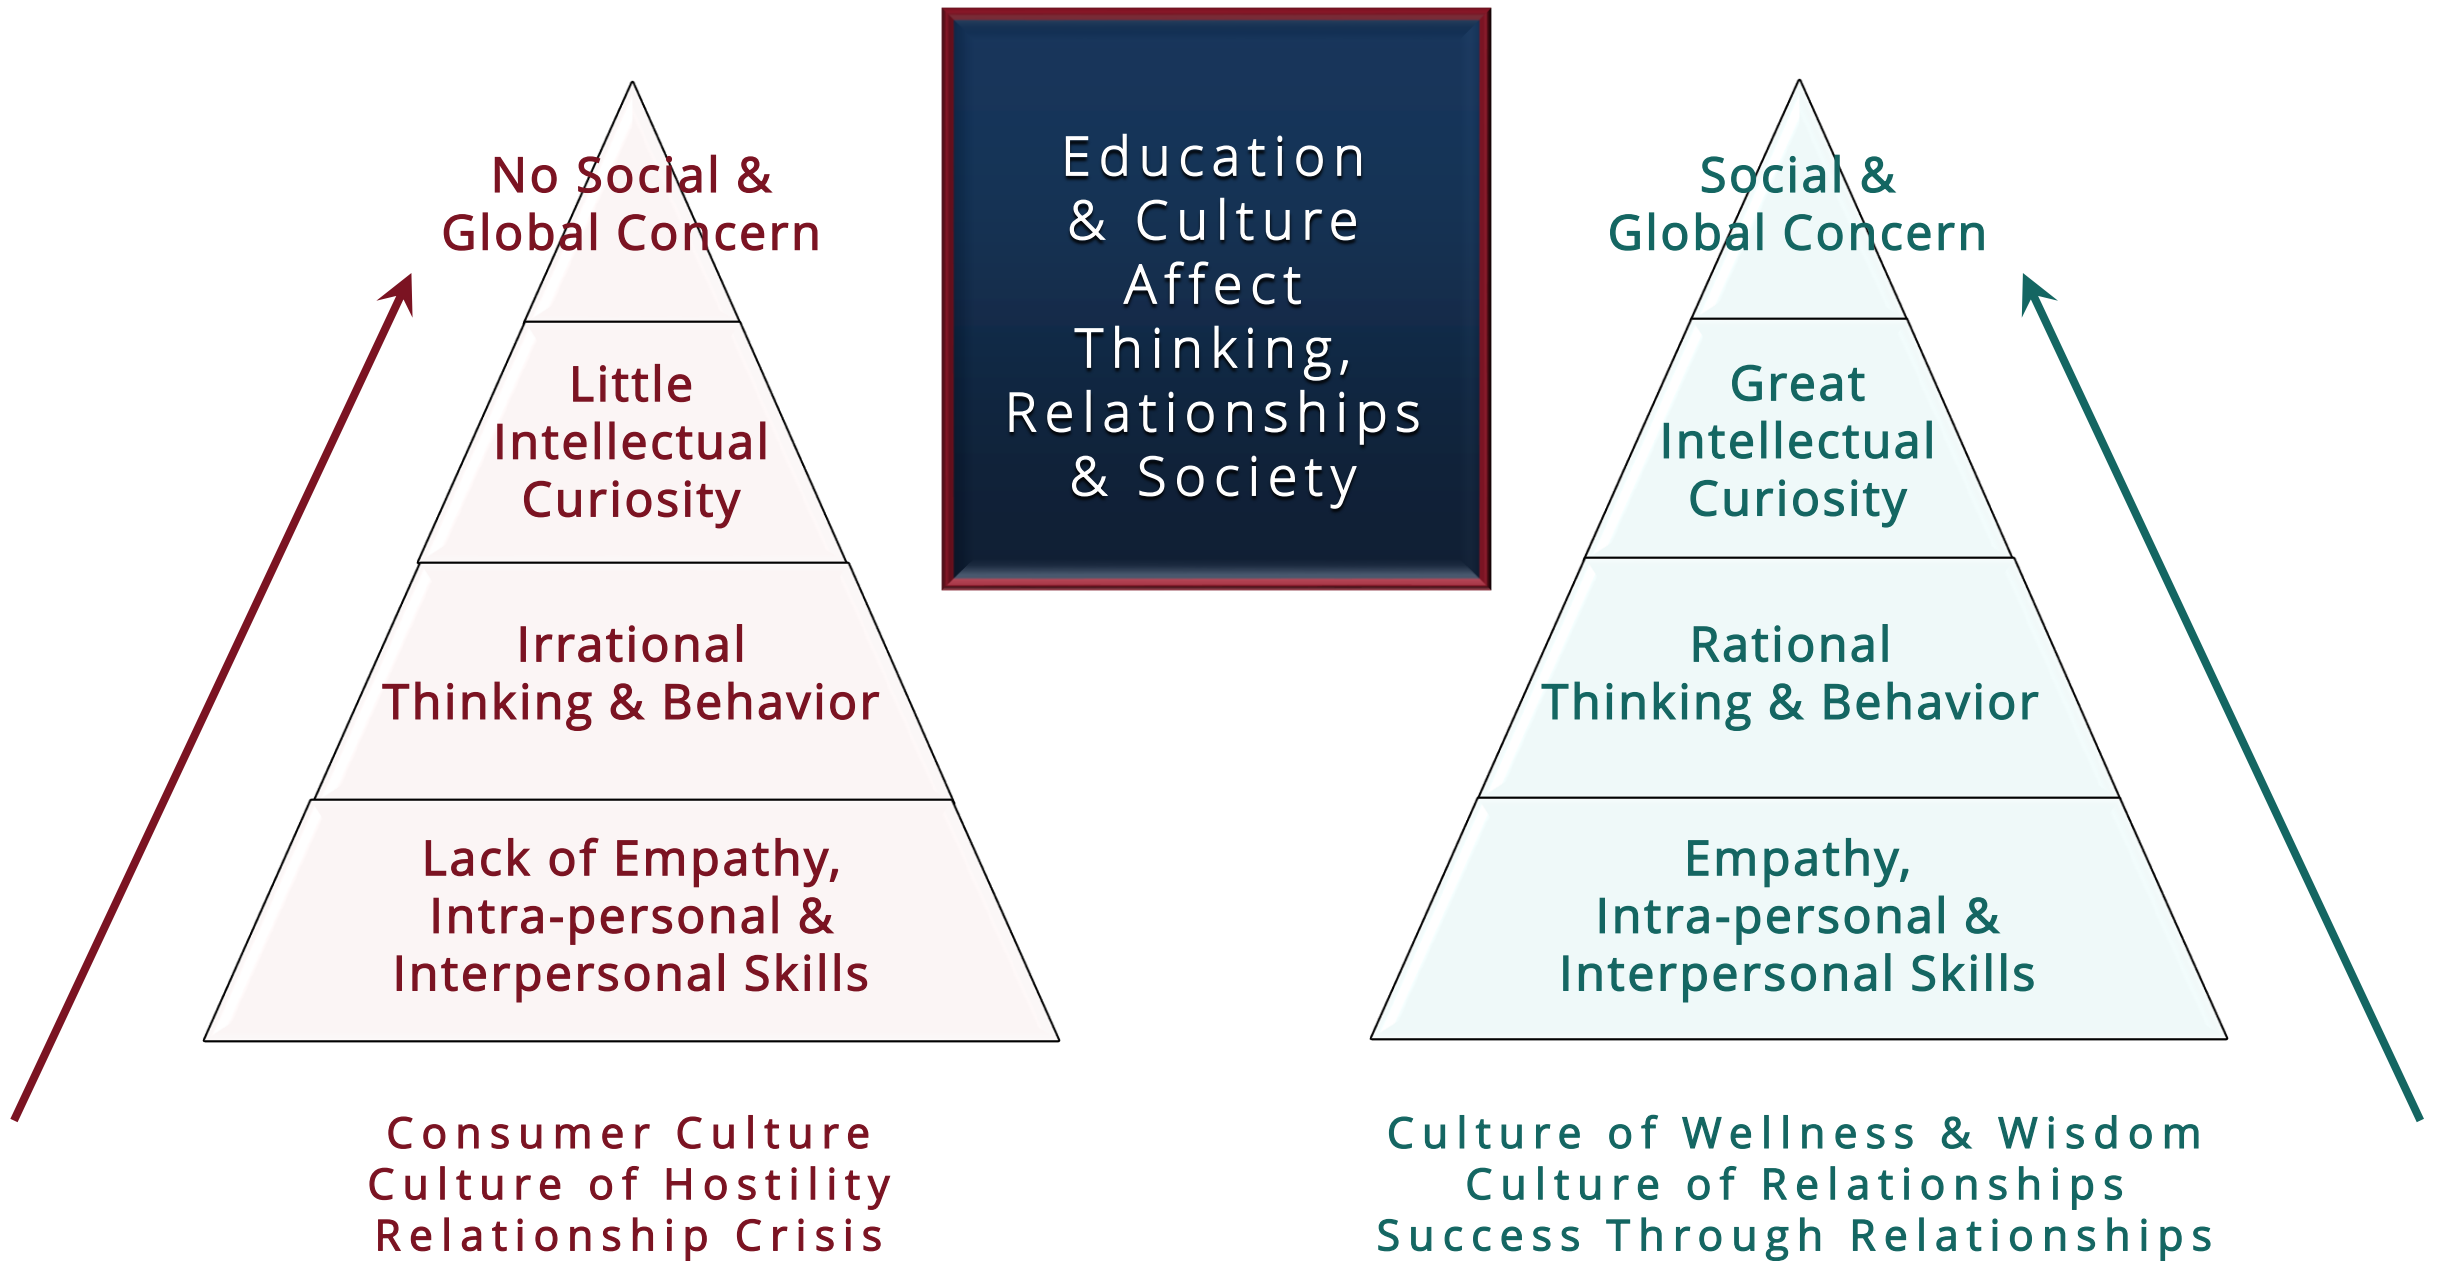 Education
& Culture
Affect
Thinking,
Relationships
& Society
No Social &
Global Concern
Little
Intellectual
Curiosity
Irrational
Thinking & Behavior
Lack of Empathy,
Intra-personal &
Interpersonal Skills
Consumer Culture
Culture of Hostility
Relationship Crisis
Social &
Global Concern
Great
Intellectual
Curiosity
Rational
Thinking & Behavior
Empathy,
Intra-personal &
Interpersonal Skills
Culture of Wellness & Wisdom
Culture of Relationships
Success Through Relationships